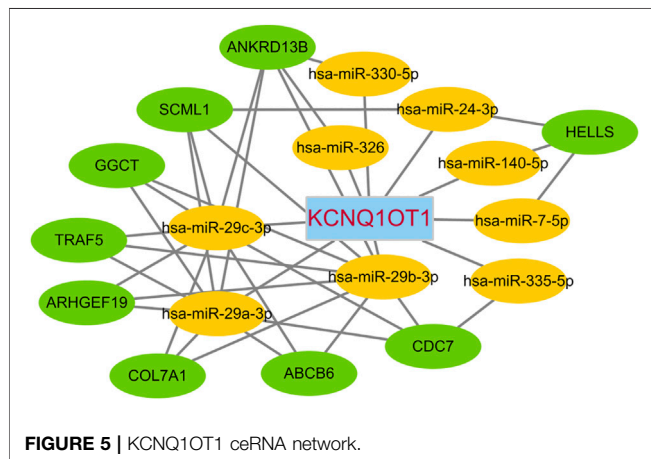 ANKRD13B
hsa-miR-330-5p
SCML1
hsa-miR-24-3p
HELLS
hsa-miR-326
GGCT
hsa-miR-140-5p
KCNQ1OT1
hsa-miR-7-5p
hsa-miR-29c-3p
TRAF5
hsa-miR-29b-3p
hsa-miR-335-5p
ARHGEF19
hsa-miR-29a-3p
CDC7
COL7A1
ABCB6
FIGURE 5 | KCNQ1OT1 ceRNA network.